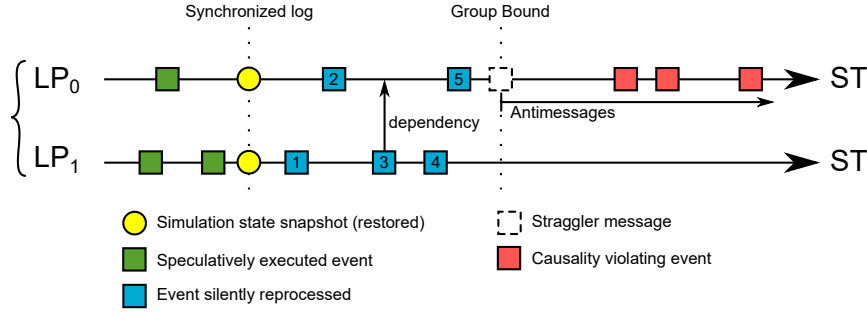 Synchronized log Group Bound
LP0 2 5 ST
dependency Antimessages
LP1 1 3 4 ST
Simulation state snapshot (restored) Straggler message
Speculatively executed event Causality violating event
Event silently reprocessed